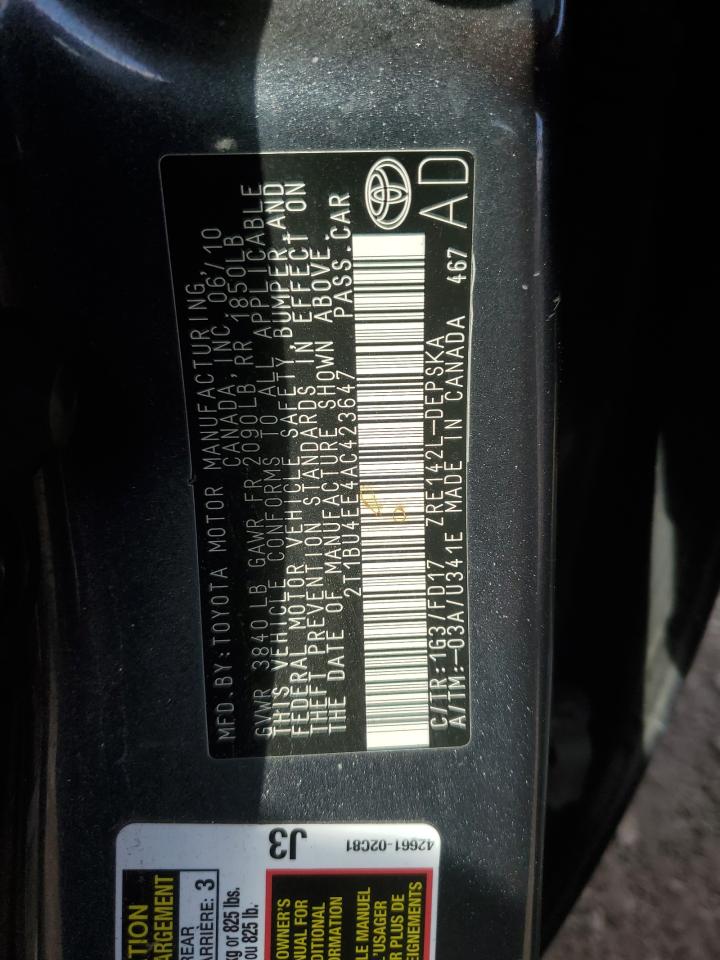 MFD.BY:TOYOTA MOTOR MANUFACTURING,
CANADA, INC. 06/10
GVWR 3840 LB GAWR FR 2090LB, RR 1850LB
THIS VEHICLE CONFORMS TO ALL APPLICABLE
FEDERAL MOTOR VEHICLE SAFETY, BUMPER, AND
THEFT PREVENTION STANDARDS IN EFFECT ON
THE DATE OF MANUFACTURE SHOWN ABOVE.
2T1BU4EE4AC423647 PASS.CAR
C/TR:1G3/FD17 ZRE142L-DEPSKA
A/TM:-03A/U341E MADE IN CANADA 467
AD
J3
42661-02C81
TION
ARGEMENT
REAR
ARRIÈRE: 3
kg or 825 lbs.
ou 825 lb.
OWNER'S
NUAL FOR
DITIONAL
RMATION
LE MANUEL
L'USAGER
R PLUS DE
EIGNEMENTS